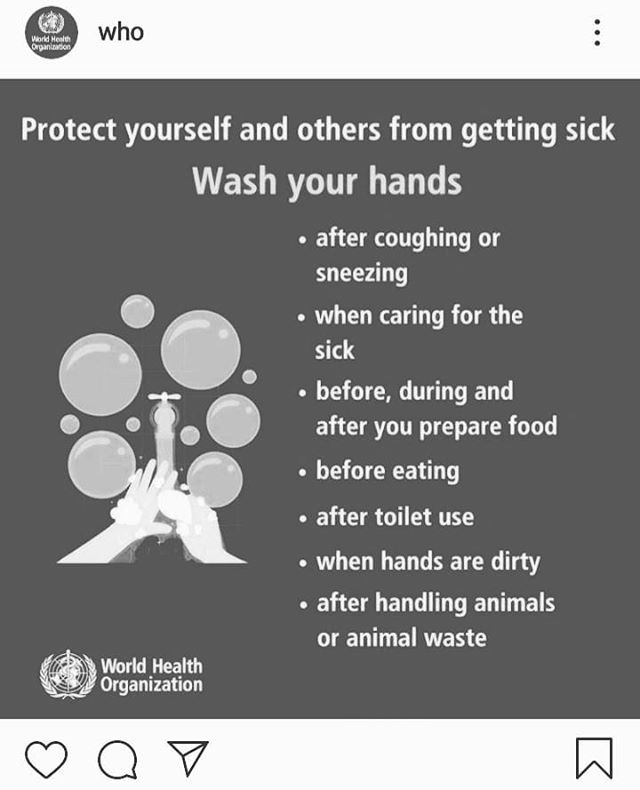 World Health
Organization
who
Protect yourself and others from getting sick
Wash your hands
• after coughing or
sneezing
• when caring for the
sick
• before, during and
after you prepare food
• before eating
• after toilet use
• when hands are dirty
• after handling animals
or animal waste
World Health
Organization